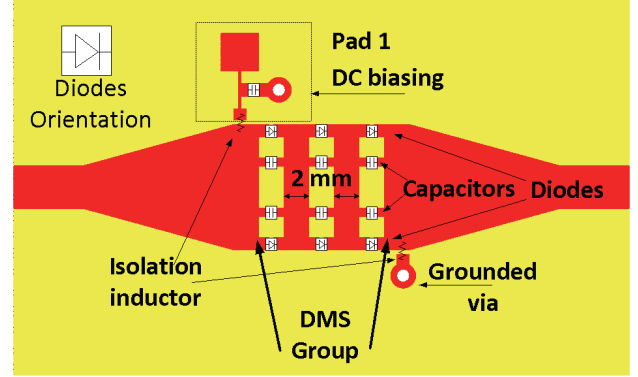 Pad 1
DC biasing
Diodes
Orientation
2 mm
Capacitors
Diodes
Isolation
inductor
Grounded
via
DMS
Group